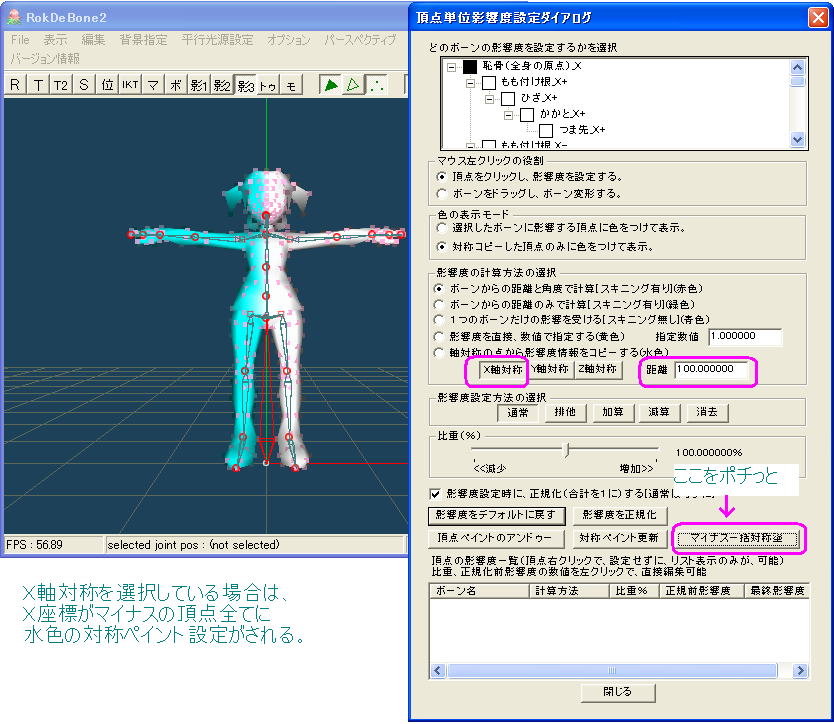 RokDeBone2
File 表示 編集 背景指定 平行光源設定 オプション パースペクティブ
バージョン情報
R T T2 S 位 IKT マ ボ 影1 影2 影3 トゥ モ
FPS : 56.89 selected joint pos : (not selected)
X軸対称を選択している場合は、
X座標がマイナスの頂点全てに
水色の対称ペイント設定がされる。
頂点単位影響度設定ダイアログ
どのボーンの影響度を設定するかを選択
恥骨(全身の原点)_X
もも付け根_X+
ひざ_X+
かかと_X+
つま先_X+
もも付け根_X-
マウス左クリックの役割
頂点をクリックし、影響度を設定する。
ボーンをドラッグし、ボーン変形する。
色の表示モード
選択したボーンに影響する頂点に色をつけて表示。
対称コピーした頂点のみに色をつけて表示。
影響度の計算方法の選択
ボーンからの距離と角度で計算[スキニング有り](赤色)
ボーンからの距離のみで計算[スキニング有り](緑色)
1つのボーンだけの影響を受ける[スキニング無し](青色)
影響度を直接、数値で指定する(黄色) 指定数値 1.000000
軸対称の点から影響度情報をコピーする(水色)
X軸対称 Y軸対称 Z軸対称 距離 100.000000
影響度設定方法の選択
通常 排他 加算 減算 消去
比重(%)
100.000000%
<<減少 増加>>
ここをポチっと
影響度設定時に、正規化(合計を1に)する[通常は
影響度をデフォルトに戻す 影響度を正規化
頂点ペイントのアンドゥー 対称ペイント更新 マイナス一括対称塗
頂点の影響度一覧(頂点右クリックで、設定せずに、リスト表示のみが、可能)
比重、正規化前影響度の数値を左クリックで、直接編集可能
ボーン名 計算方法 比重% 正規前影響度 最終影響度
閉じる